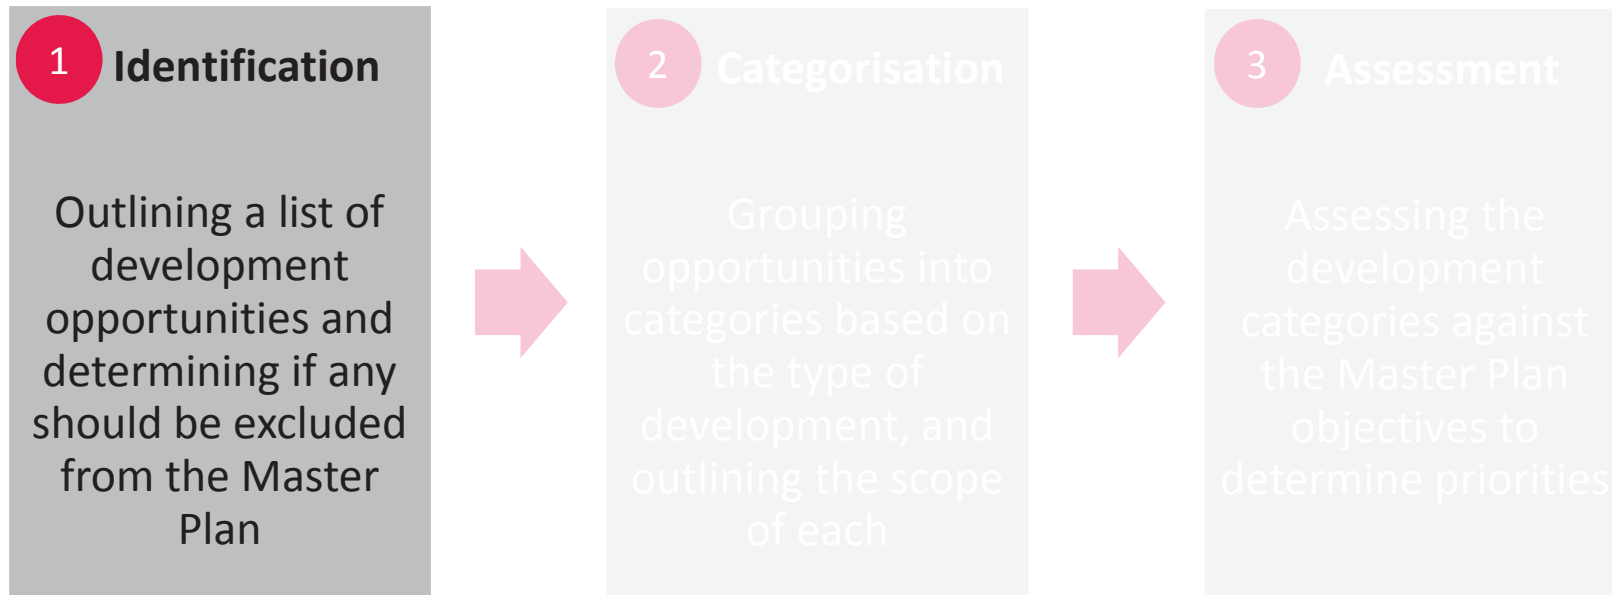 1 Identification
Outlining a list of
development
opportunities and
determining if any
should be excluded
from the Master
Plan
2 Categorisation
Grouping
opportunities into
categories based on
the type of
development, and
outlining the scope
of each
3 Assessment
Assessing the
development
categories against
the Master Plan
objectives to
determine priorities